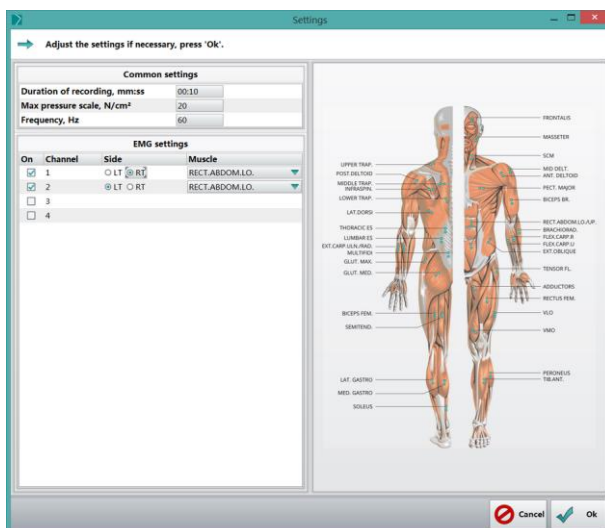 Settings
Adjust the settings if necessary, press 'Ok'.
Common settings
Duration of recording, mm:ss 00:10
Max pressure scale, N/cm² 20
Frequency, Hz 60
EMG settings
On Channel Side Muscle
1 LT RT RECT.ABDOM.LO.
2 LT RT RECT.ABDOM.LO.
3
4
UPPER TRAP.
POST.DELTOID
MIDDLE TRAP.
INFRASPIN.
LOWER TRAP.
LAT.DORSI
THORACIC ES
LUMBAR ES
EXT.CARP.ULN./RAD.
MULTIFIDI
GLUT. MAX.
GLUT. MED.
BICEPS FEM.
SEMITEND.
LAT. GASTRO
MED. GASTRO
SOLEUS
FRONTALIS
MASSETER
SCM
MID DELT.
ANT. DELTOID
PECT. MAJOR
BICEPS BR.
RECT.ABDOM.LO./UP.
BRACHIORAD.
FLEX.CARP.R
FLEX.CARP.U
EXT.OBLIQUE
TENSOR FL.
ADDUCTORS
RECTUS FEM.
VLO
VMO
PERONEUS
TIB.ANT.
Cancel Ok